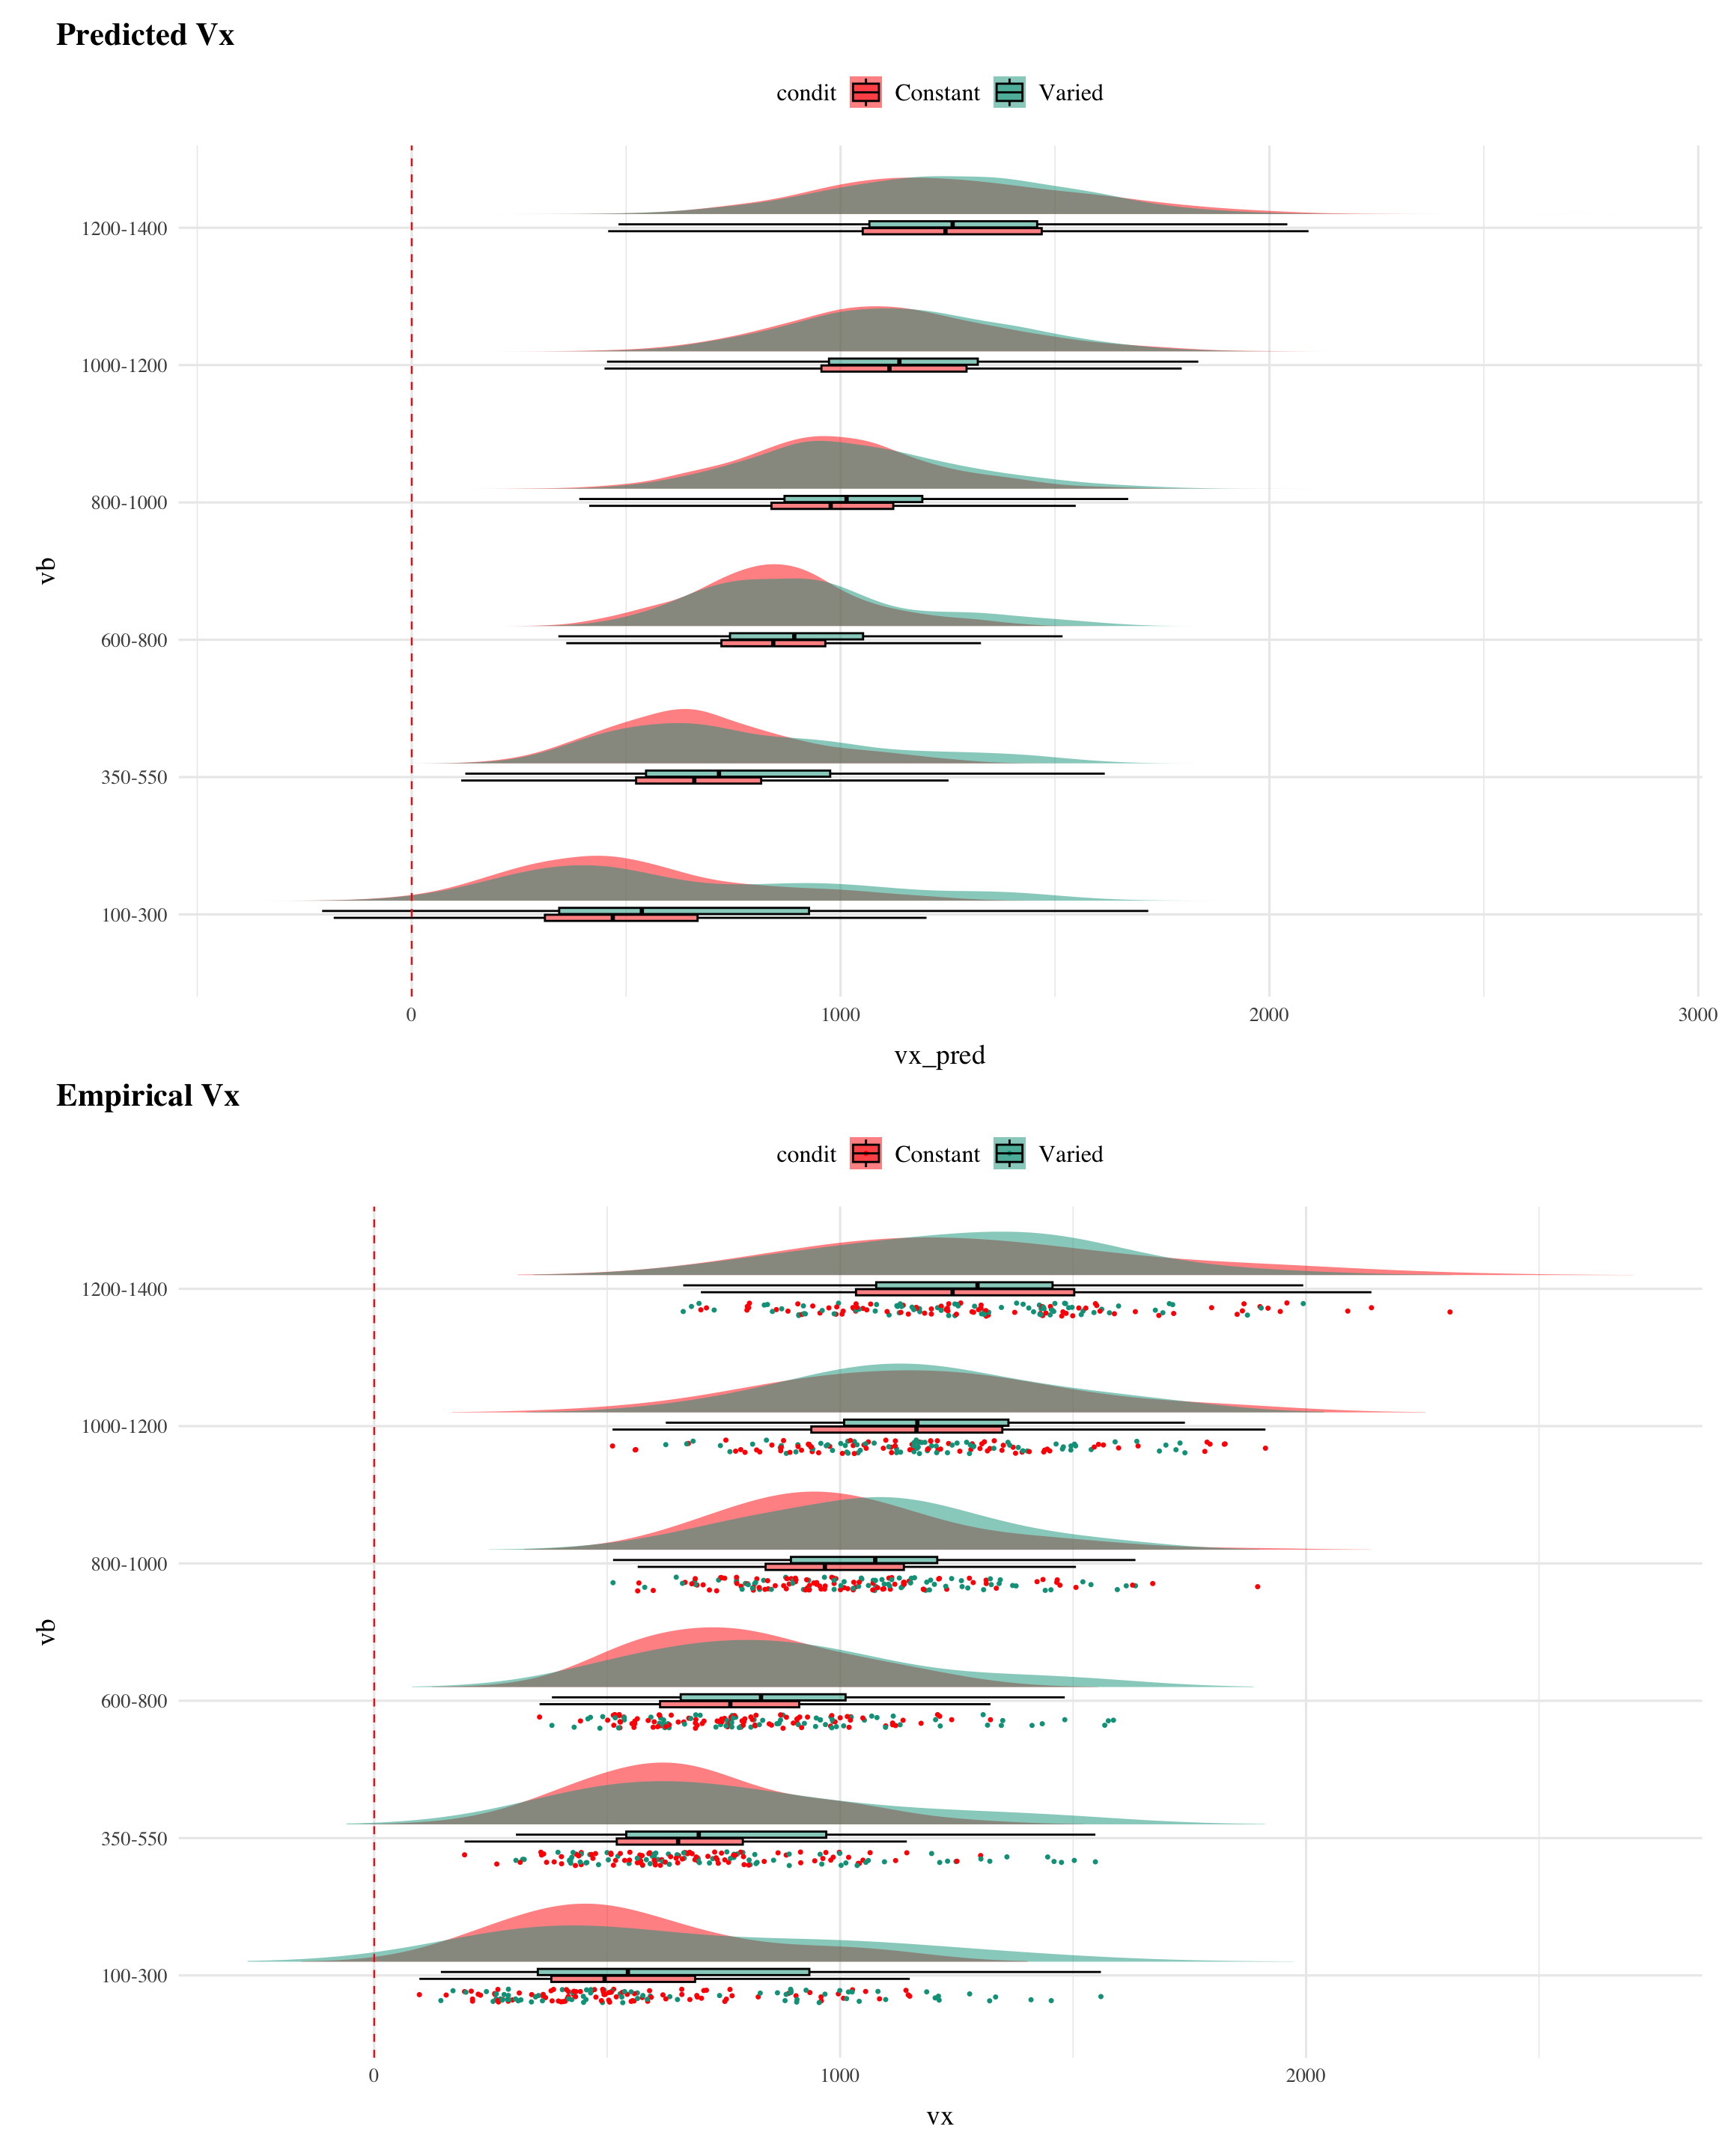 Predicted Vx
condit Constant Varied
1200-1400
1000-1200
800-1000
vb
600-800
350-550
100-300
0 1000 2000 3000
vx_pred
Empirical Vx
condit Constant Varied
1200-1400
1000-1200
800-1000
vb
600-800
350-550
100-300
0 1000 2000
vx